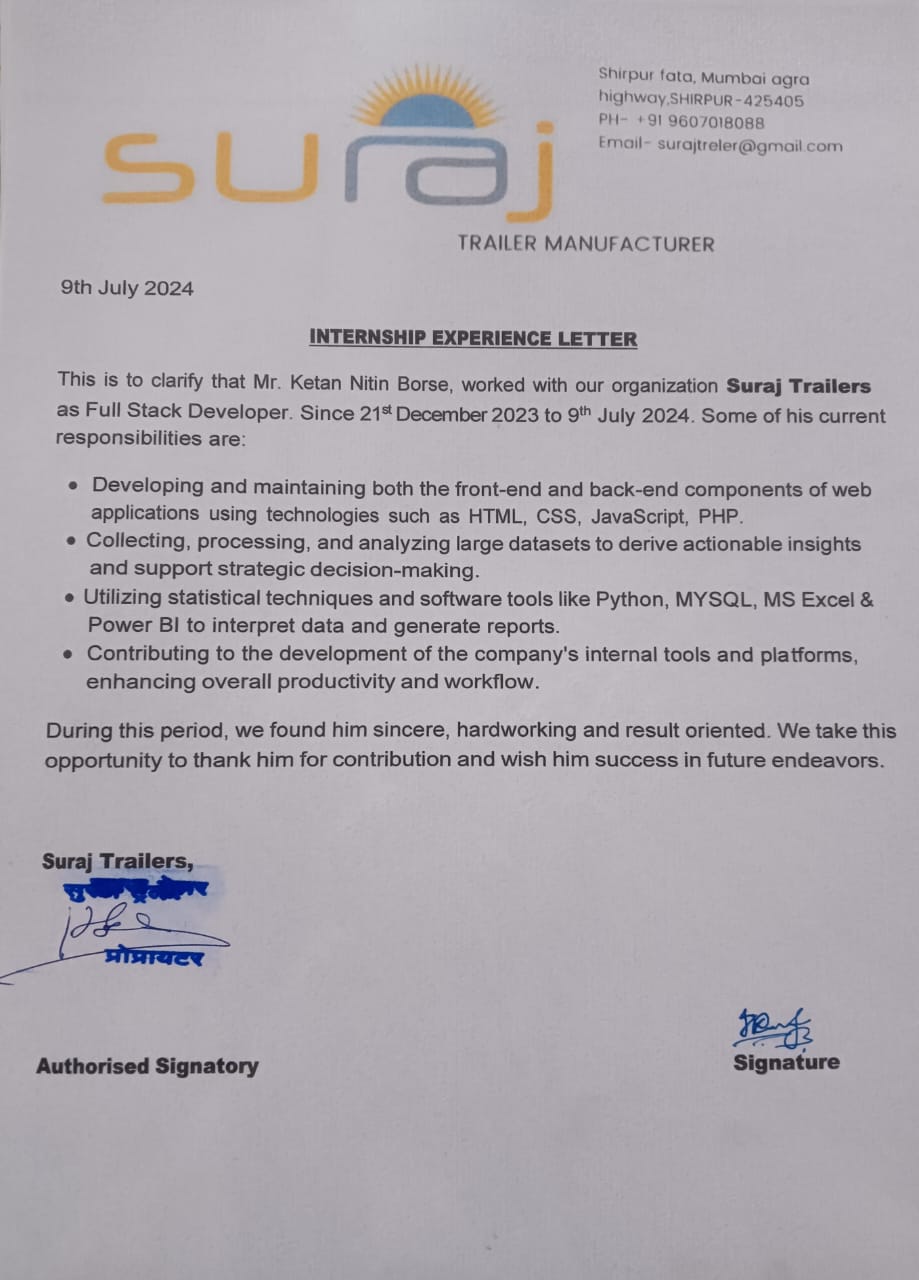 suraj
Shirpur fata, Mumbai agra
highway,SHIRPUR-425405
PH- +91 9607018088
Email- surajtreler@gmail.com
TRAILER MANUFACTURER
9th July 2024
INTERNSHIP EXPERIENCE LETTER
This is to clarify that Mr. Ketan Nitin Borse, worked with our organization Suraj Trailers
as Full Stack Developer. Since 21st December 2023 to 9th July 2024. Some of his current
responsibilities are:
• Developing and maintaining both the front-end and back-end components of web
applications using technologies such as HTML, CSS, JavaScript, PHP.
• Collecting, processing, and analyzing large datasets to derive actionable insights
and support strategic decision-making.
• Utilizing statistical techniques and software tools like Python, MYSQL, MS Excel &
Power BI to interpret data and generate reports.
• Contributing to the development of the company's internal tools and platforms,
enhancing overall productivity and workflow.
During this period, we found him sincere, hardworking and result oriented. We take this
opportunity to thank him for contribution and wish him success in future endeavors.
Suraj Trailers,
प्रोप्रायटर
Authorised Signatory
Signature